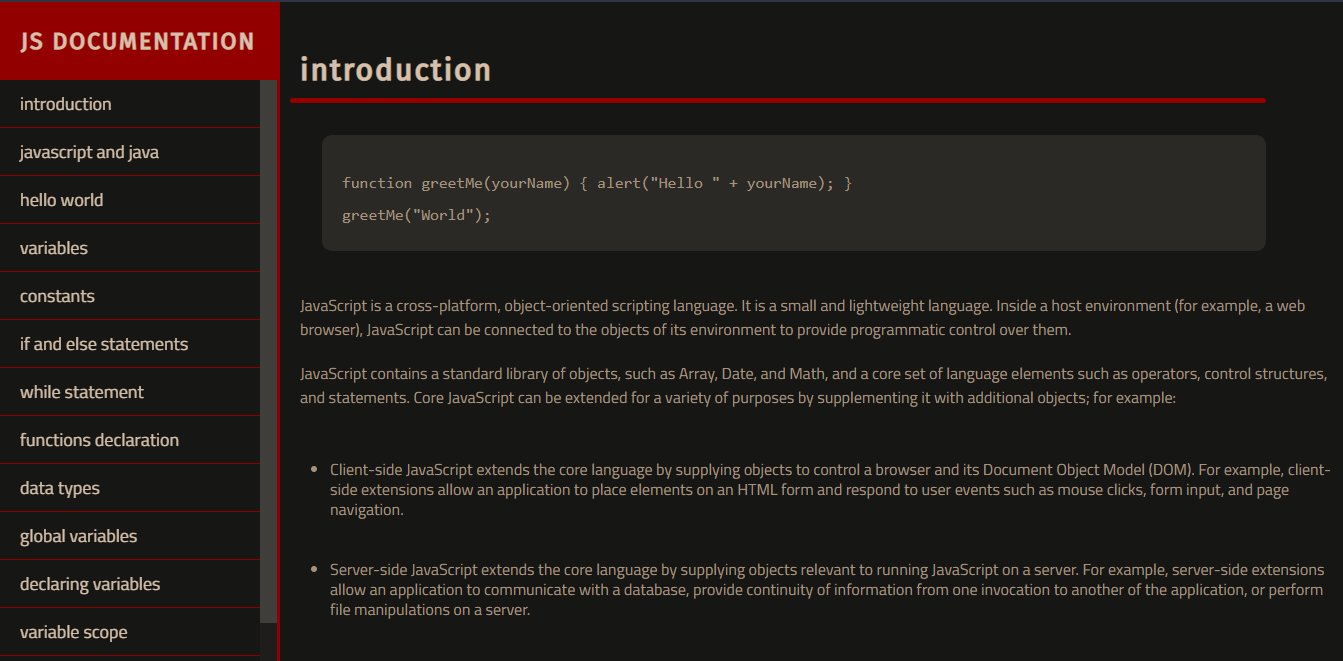 JS DOCUMENTATION
introduction
javascript and java
hello world
variables
constants
if and else statements
while statement
functions declaration
data types
global variables
declaring variables
variable scope
introduction
function greetMe(yourName) { alert("Hello " + yourName); }
greetMe("World");
JavaScript is a cross-platform, object-oriented scripting language. It is a small and lightweight language. Inside a host environment (for example, a web
browser), JavaScript can be connected to the objects of its environment to provide programmatic control over them.
JavaScript contains a standard library of objects, such as Array, Date, and Math, and a core set of language elements such as operators, control structures,
and statements. Core JavaScript can be extended for a variety of purposes by supplementing it with additional objects; for example:
Client-side JavaScript extends the core language by supplying objects to control a browser and its Document Object Model (DOM). For example, client-
side extensions allow an application to place elements on an HTML form and respond to user events such as mouse clicks, form input, and page
navigation.
Server-side JavaScript extends the core language by supplying objects relevant to running JavaScript on a server. For example, server-side extensions
allow an application to communicate with a database, provide continuity of information from one invocation to another of the application, or perform
file manipulations on a server.